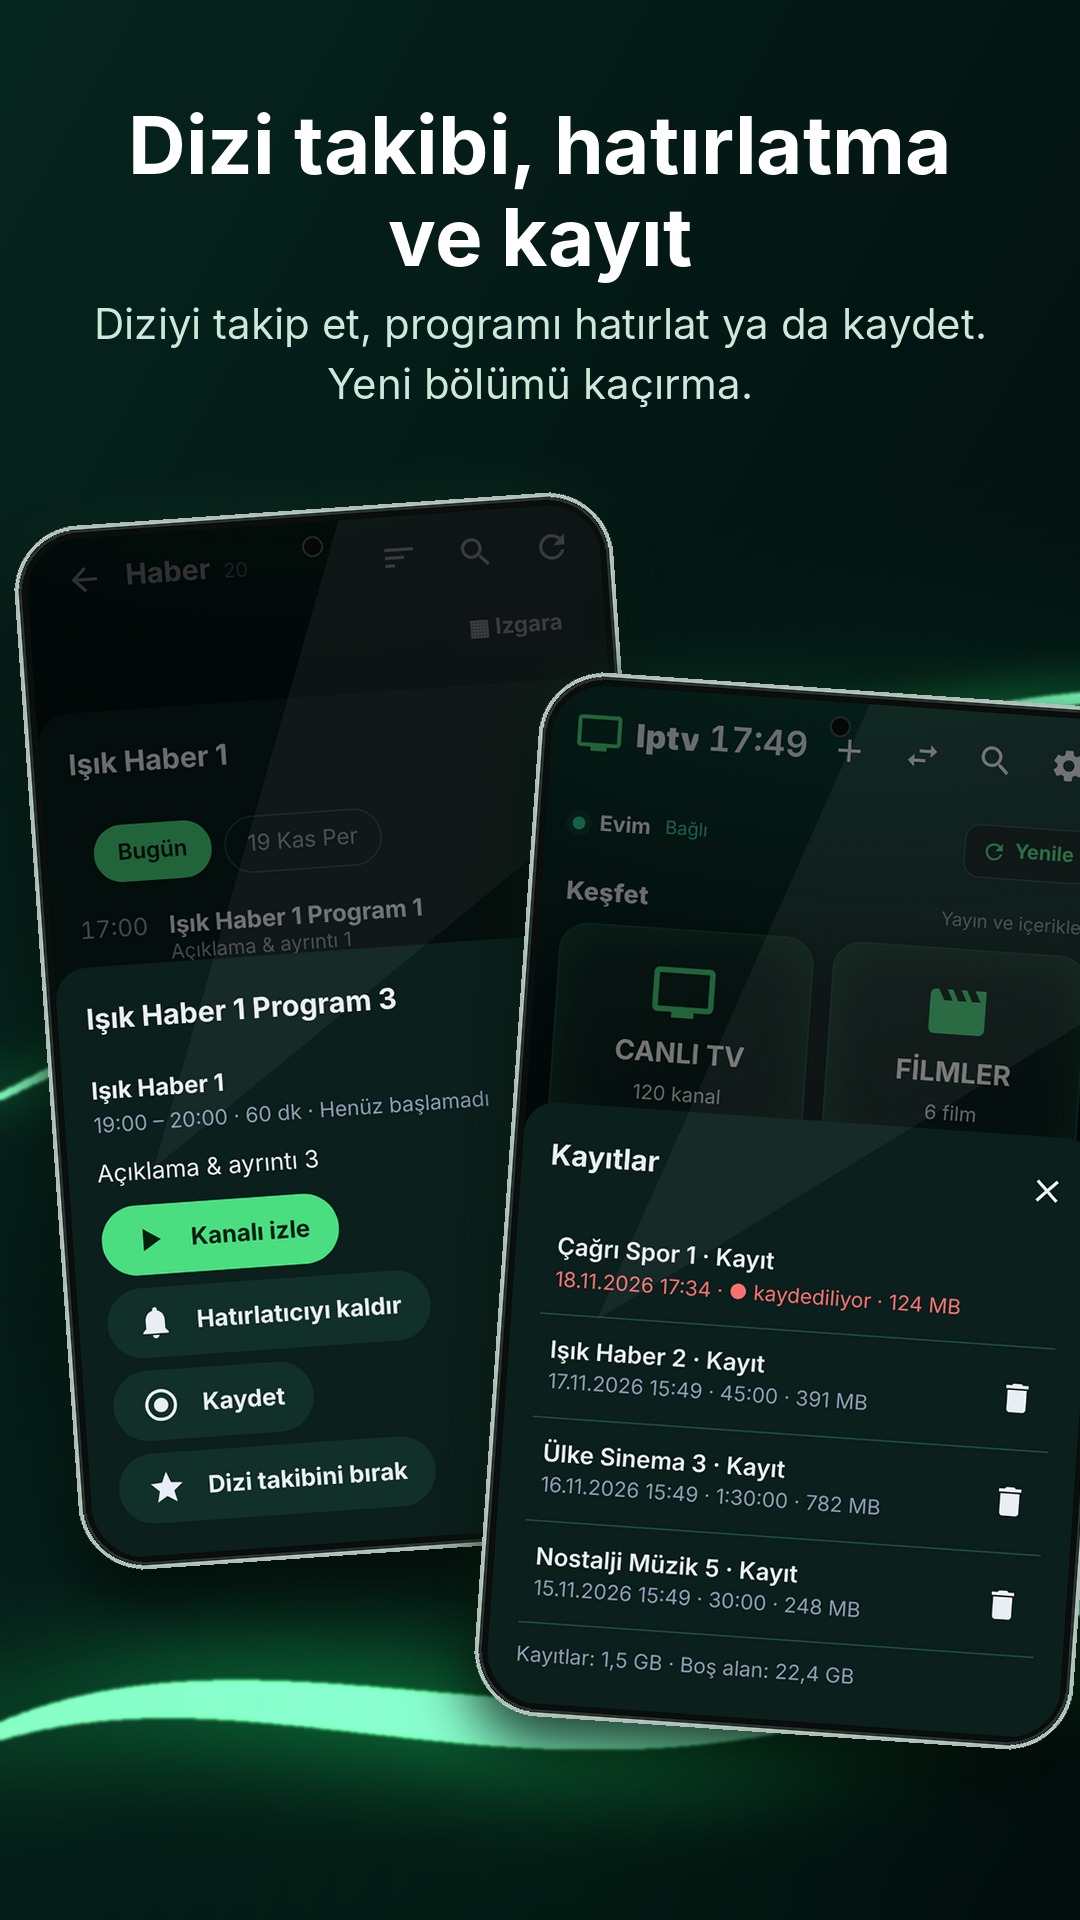 Dizi takibi, hatırlatma
ve kayıt
Diziyi takip et, programı hatırlat ya da kaydet.
Yeni bölümü kaçırma.
Haber 20
Izgara
Işık Haber 1
Bugün
19 Kas Per
17:00 Işık Haber 1 Program 1
Açıklama & ayrıntı 1
Işık Haber 1 Program 3
Işık Haber 1
19:00 – 20:00 · 60 dk · Henüz başlamadı
Açıklama & ayrıntı 3
Kanalı izle
Hatırlatıcıyı kaldır
Kaydet
Dizi takibini bırak
Iptv 17:49
Evim Bağlı
Yenile
Keşfet
Yayın ve içerikle
CANLI TV
120 kanal
FİLMLER
6 film
Kayıtlar
Çağrı Spor 1 · Kayıt
18.11.2026 17:34 · ● kaydediliyor · 124 MB
Işık Haber 2 · Kayıt
17.11.2026 15:49 · 45:00 · 391 MB
Ülke Sinema 3 · Kayıt
16.11.2026 15:49 · 1:30:00 · 782 MB
Nostalji Müzik 5 · Kayıt
15.11.2026 15:49 · 30:00 · 248 MB
Kayıtlar: 1,5 GB · Boş alan: 22,4 GB